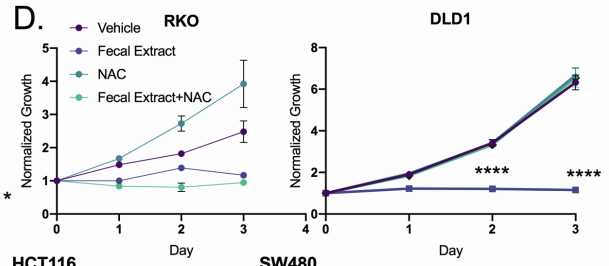 D.
RKO
DLD1
Vehicle
Fecal Extract
NAC
Fecal Extract+NAC
Normalized Growth
5
4
3
2
1
0
0 1 2 3 4
Day
*
Normalized Growth
8
6
4
2
0
0 1 2 3
Day
****
****
HCT116
SW480